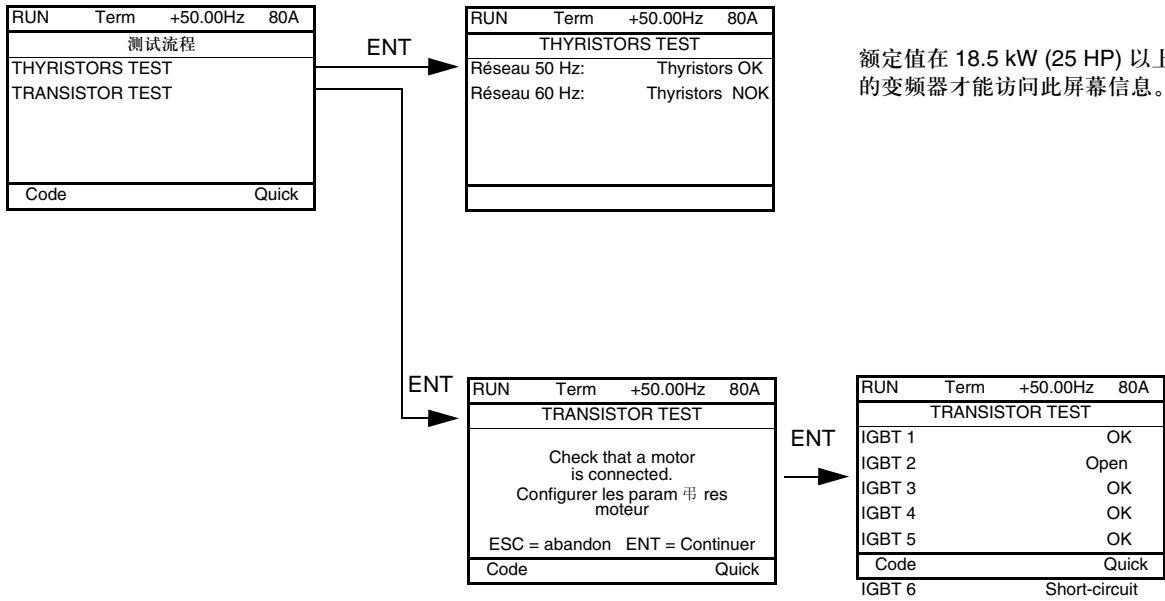 RUN Term +50.00Hz 80A
测试流程
THYRISTORS TEST
TRANSISTOR TEST
Code Quick
ENT
RUN Term +50.00Hz 80A
THYRISTORS TEST
Réseau 50 Hz: Thyristors OK
Réseau 60 Hz: Thyristors NOK
额定值在 18.5 kW (25 HP) 以上
的变频器才能访问此屏幕信息。
ENT
RUN Term +50.00Hz 80A
TRANSISTOR TEST
Check that a motor
is connected.
Configurer les param 弔 res
moteur
ESC = abandon ENT = Continuer
Code Quick
ENT
RUN Term +50.00Hz 80A
TRANSISTOR TEST
IGBT 1 OK
IGBT 2 Open
IGBT 3 OK
IGBT 4 OK
IGBT 5 OK
Code Quick
IGBT 6 Short-circuit